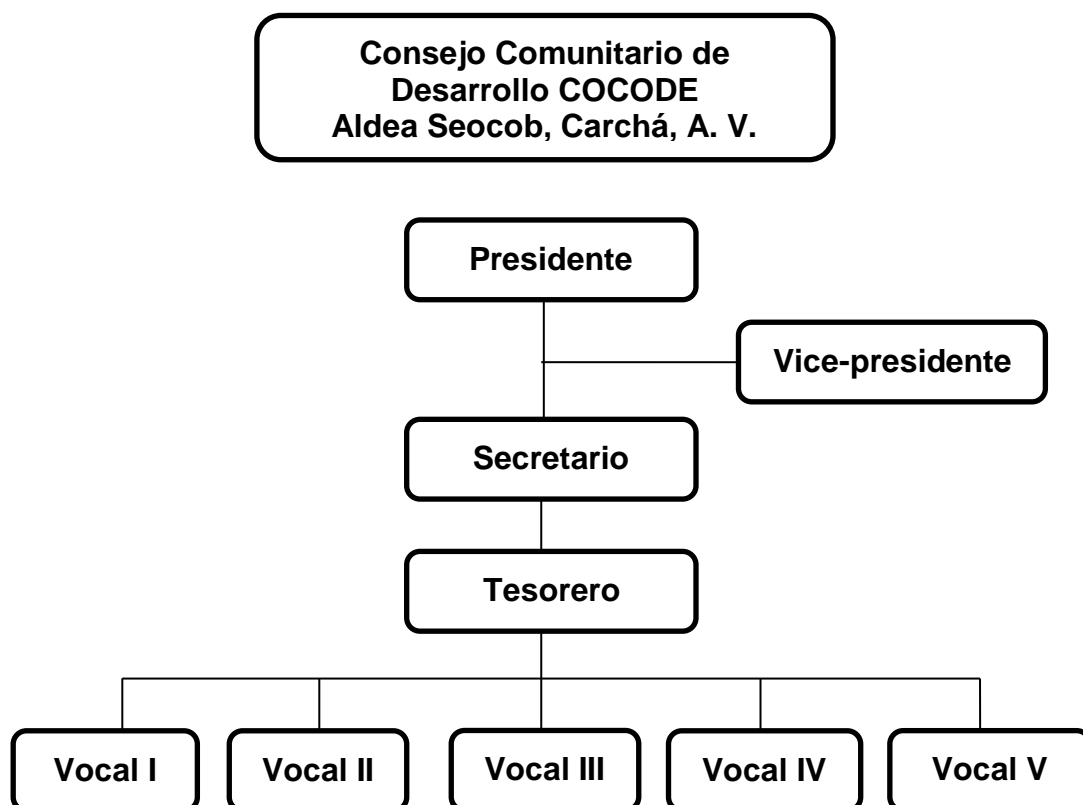 Consejo Comunitario de
Desarrollo COCODE
Aldea Seocob, Carchá, A. V.
Presidente
Vice-presidente
Secretario
Tesorero
Vocal I
Vocal II
Vocal III
Vocal IV
Vocal V